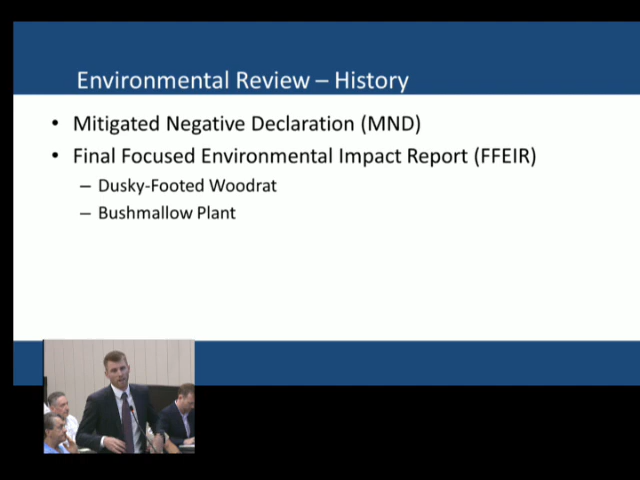 Environmental Review – History
• Mitigated Negative Declaration (MND)
• Final Focused Environmental Impact Report (FFEIR)
– Dusky-Footed Woodrat
– Bushmallow Plant